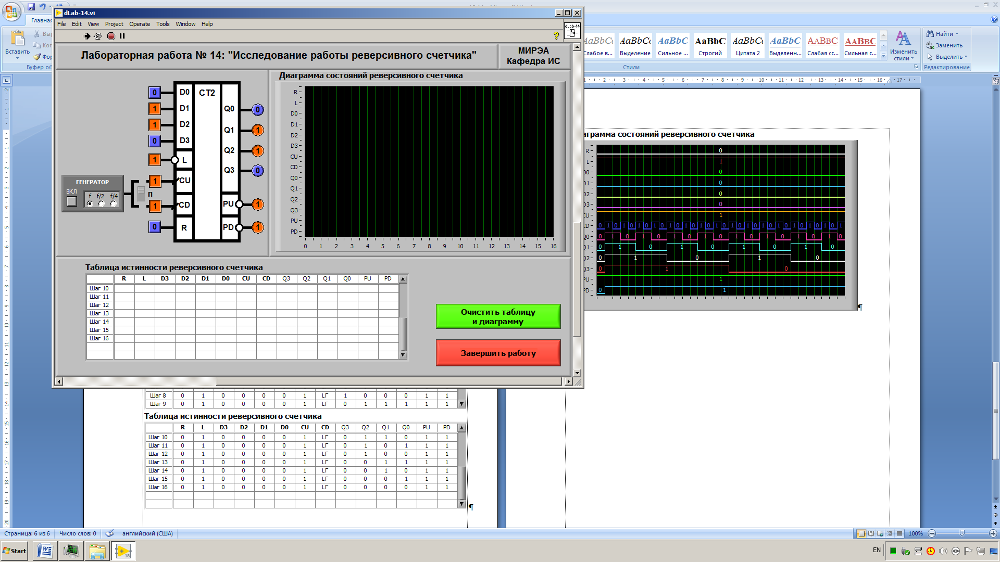 dLab-14.vi
File Edit View Project Operate Tools Window Help
dLab-14
Лабораторная работа № 14: "Исследование работы реверсивного счетчика"
МИРЭА
Кафедра ИС
Диаграмма состояний реверсивного счетчика
0 D0 CT2
1 D1 Q0 0
1 D2 Q1 1
0 D3 Q2 1
1 L Q3 0
1 CU
1 CD PU 1
0 R PD 1
ГЕНЕРАТОР
ВКЛ f f/2 f/4
П
R
L
D0
D1
D2
D3
CU
CD
Q0
Q1
Q2
Q3
PU
PD
0 1 2 3 4 5 6 7 8 9 10 11 12 13 14 15 16
Таблица истинности реверсивного счетчика
R L D3 D2 D1 D0 CU CD Q3 Q2 Q1 Q0 PU PD
Шаг 10
Шаг 11
Шаг 12
Шаг 13
Шаг 14
Шаг 15
Шаг 16
Очистить таблицу
и диаграмму
Завершить работу
Главная
Вставить
Буфер об
Слабое в... Выделение Сильное ... Строгий Цитата 2 Выделенн... Слабая сс... Сильная с...
Изменить
стили
Стили
Найти
Заменить
Выделить
Редактирование
аграмма состояний реверсивного счетчика
Шаг 8 0 1 0 0 0 0 1 LГ 1 0 0 0 1 1
Шаг 9 0 1 0 0 0 0 1 LГ 0 1 1 1 1 1
Таблица истинности реверсивного счетчика
R L D3 D2 D1 D0 CU CD Q3 Q2 Q1 Q0 PU PD
Шаг 10 0 1 0 0 0 0 1 LГ 0 1 1 0 1 1
Шаг 11 0 1 0 0 0 0 1 LГ 0 1 0 1 1 1
Шаг 12 0 1 0 0 0 0 1 LГ 0 1 0 0 1 1
Шаг 13 0 1 0 0 0 0 1 LГ 0 0 1 1 1 1
Шаг 14 0 1 0 0 0 0 1 LГ 0 0 1 0 1 1
Шаг 15 0 1 0 0 0 0 1 LГ 0 0 0 1 1 1
Шаг 16 0 1 0 0 0 0 1 LГ 0 0 0 0 1 1
Страница: 6 из 6 Число слов: 0 английский (США) 100%
Start EN